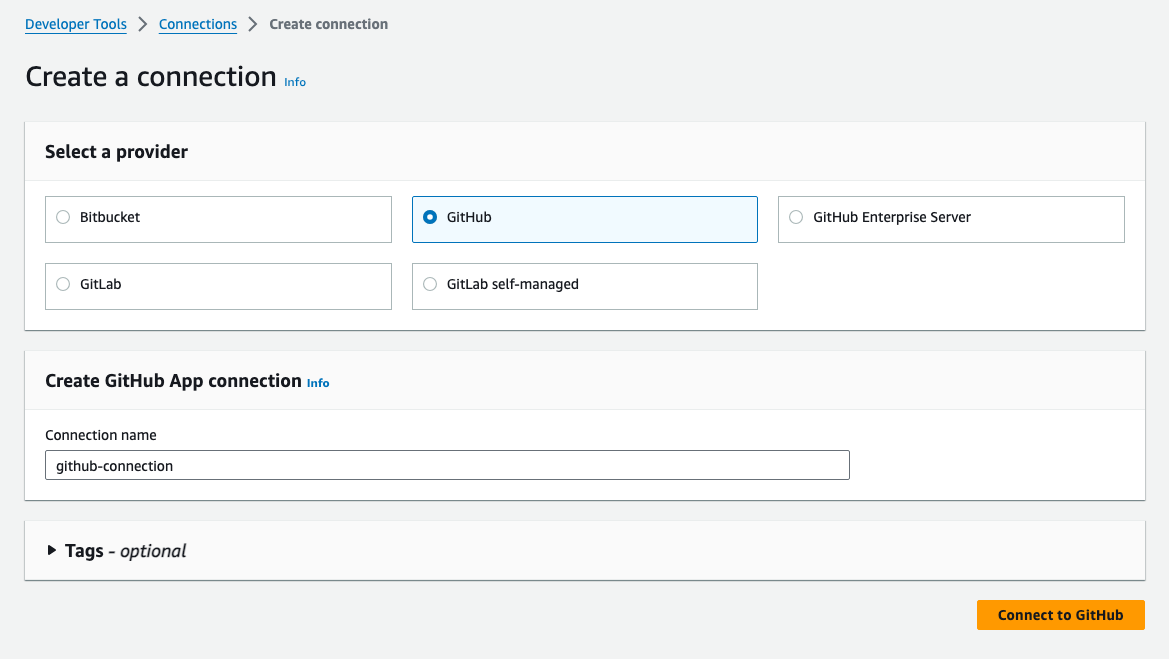 Developer Tools > Connections > Create connection
Create a connection Info
Select a provider
Bitbucket
GitHub
GitHub Enterprise Server
GitLab
GitLab self-managed
Create GitHub App connection Info
Connection name
github-connection
Tags - optional
Connect to GitHub